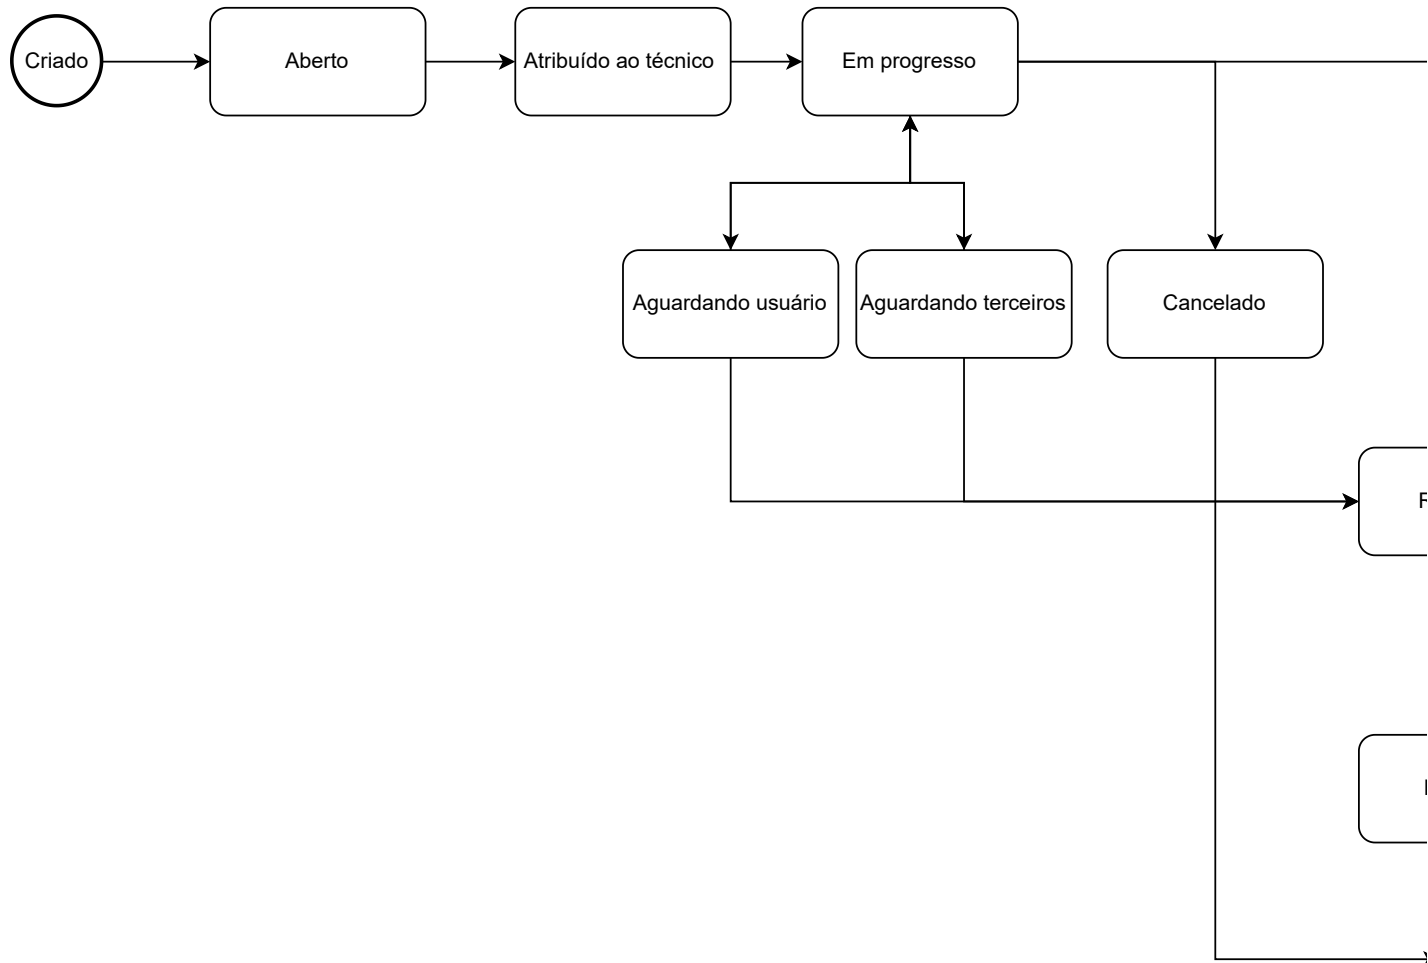 Criado
Aberto
Atribuído ao técnico
Em progresso
Aguardando usuário
Aguardando terceiros
Cancelado